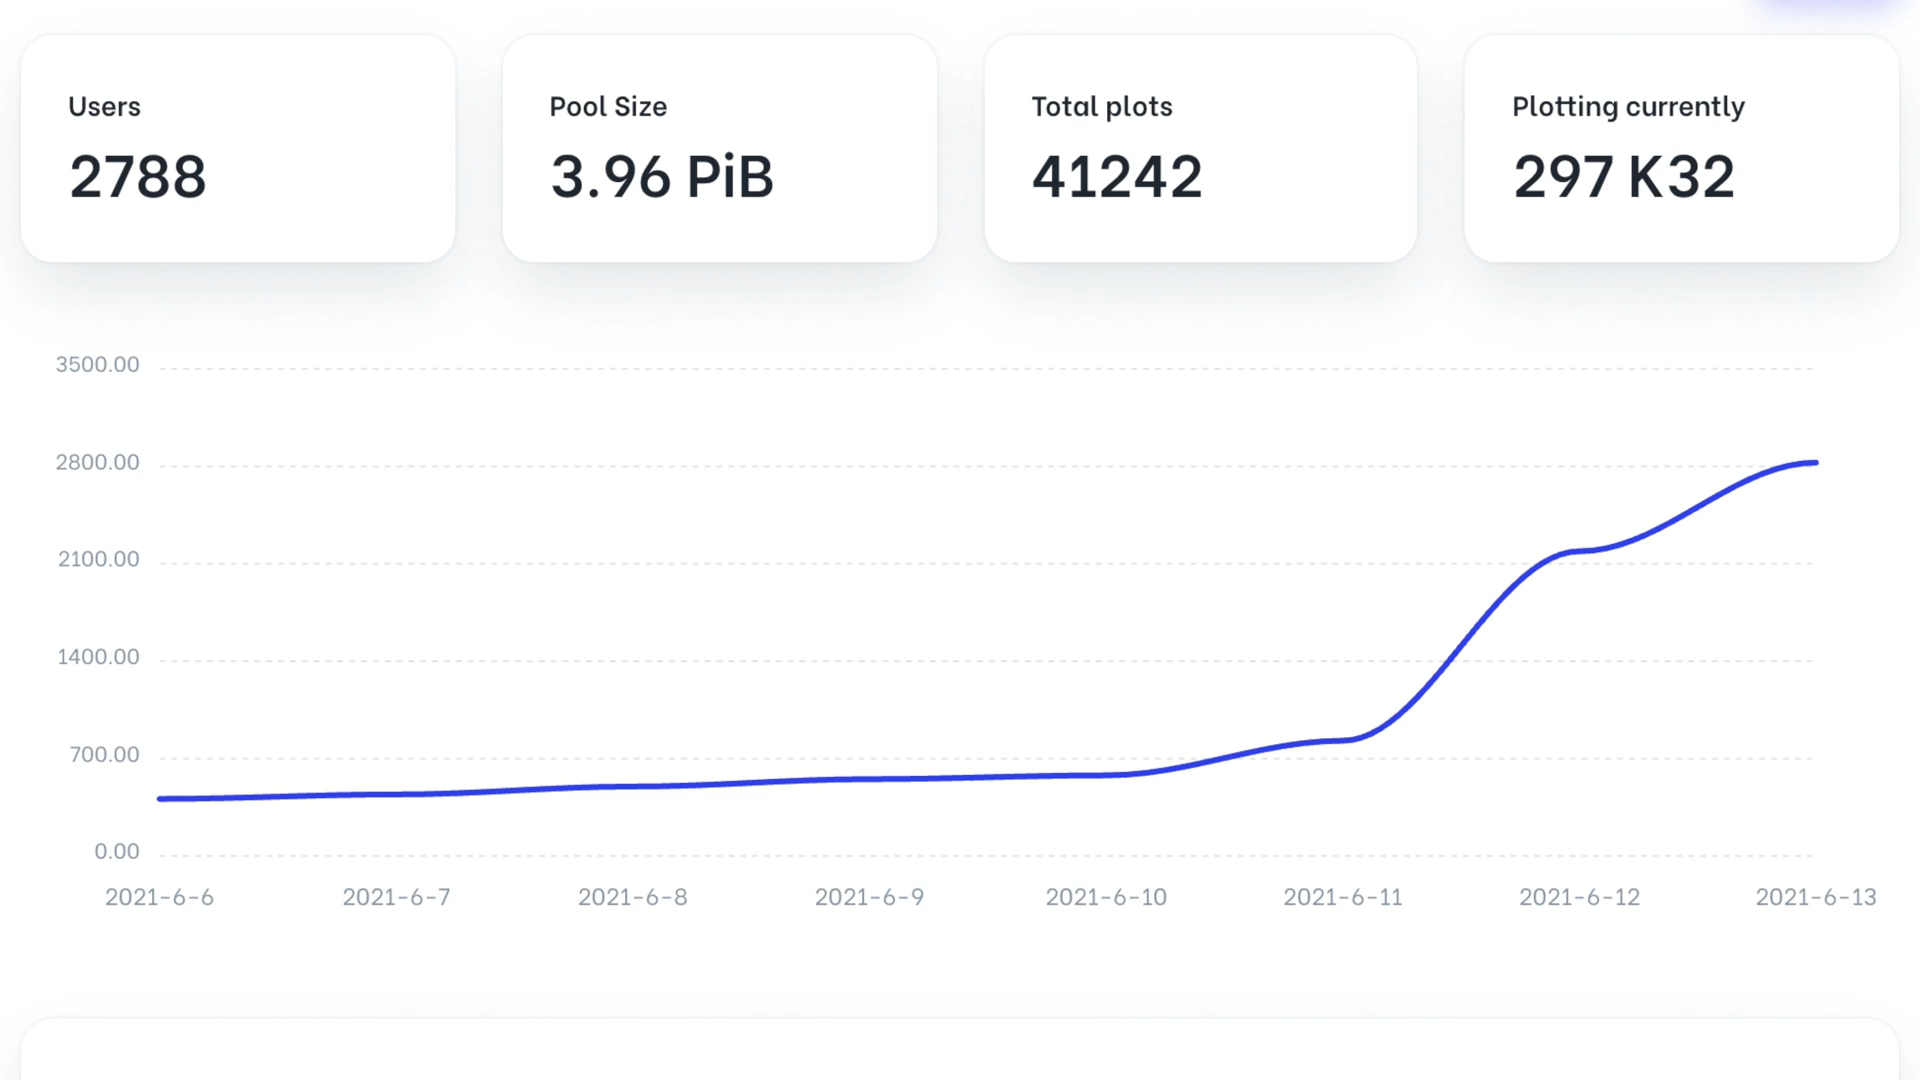 Users
2788
Pool Size
3.96 PiB
Total plots
41242
Plotting currently
297 K32
3500.00
2800.00
2100.00
1400.00
700.00
0.00
2021-6-6 2021-6-7 2021-6-8 2021-6-9 2021-6-10 2021-6-11 2021-6-12 2021-6-13